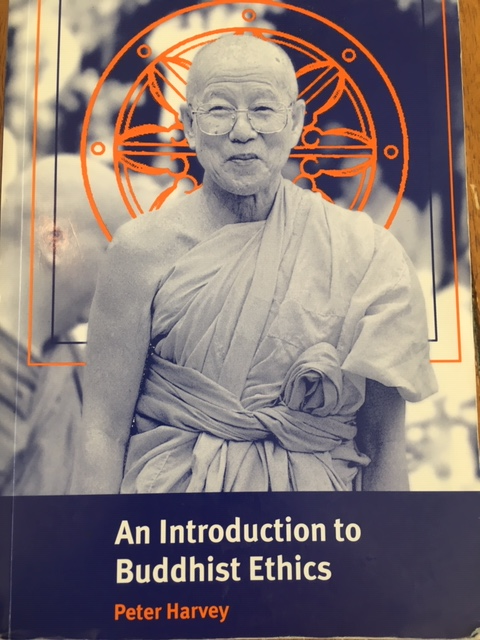 An Introduction to
Buddhist Ethics
Peter Harvey